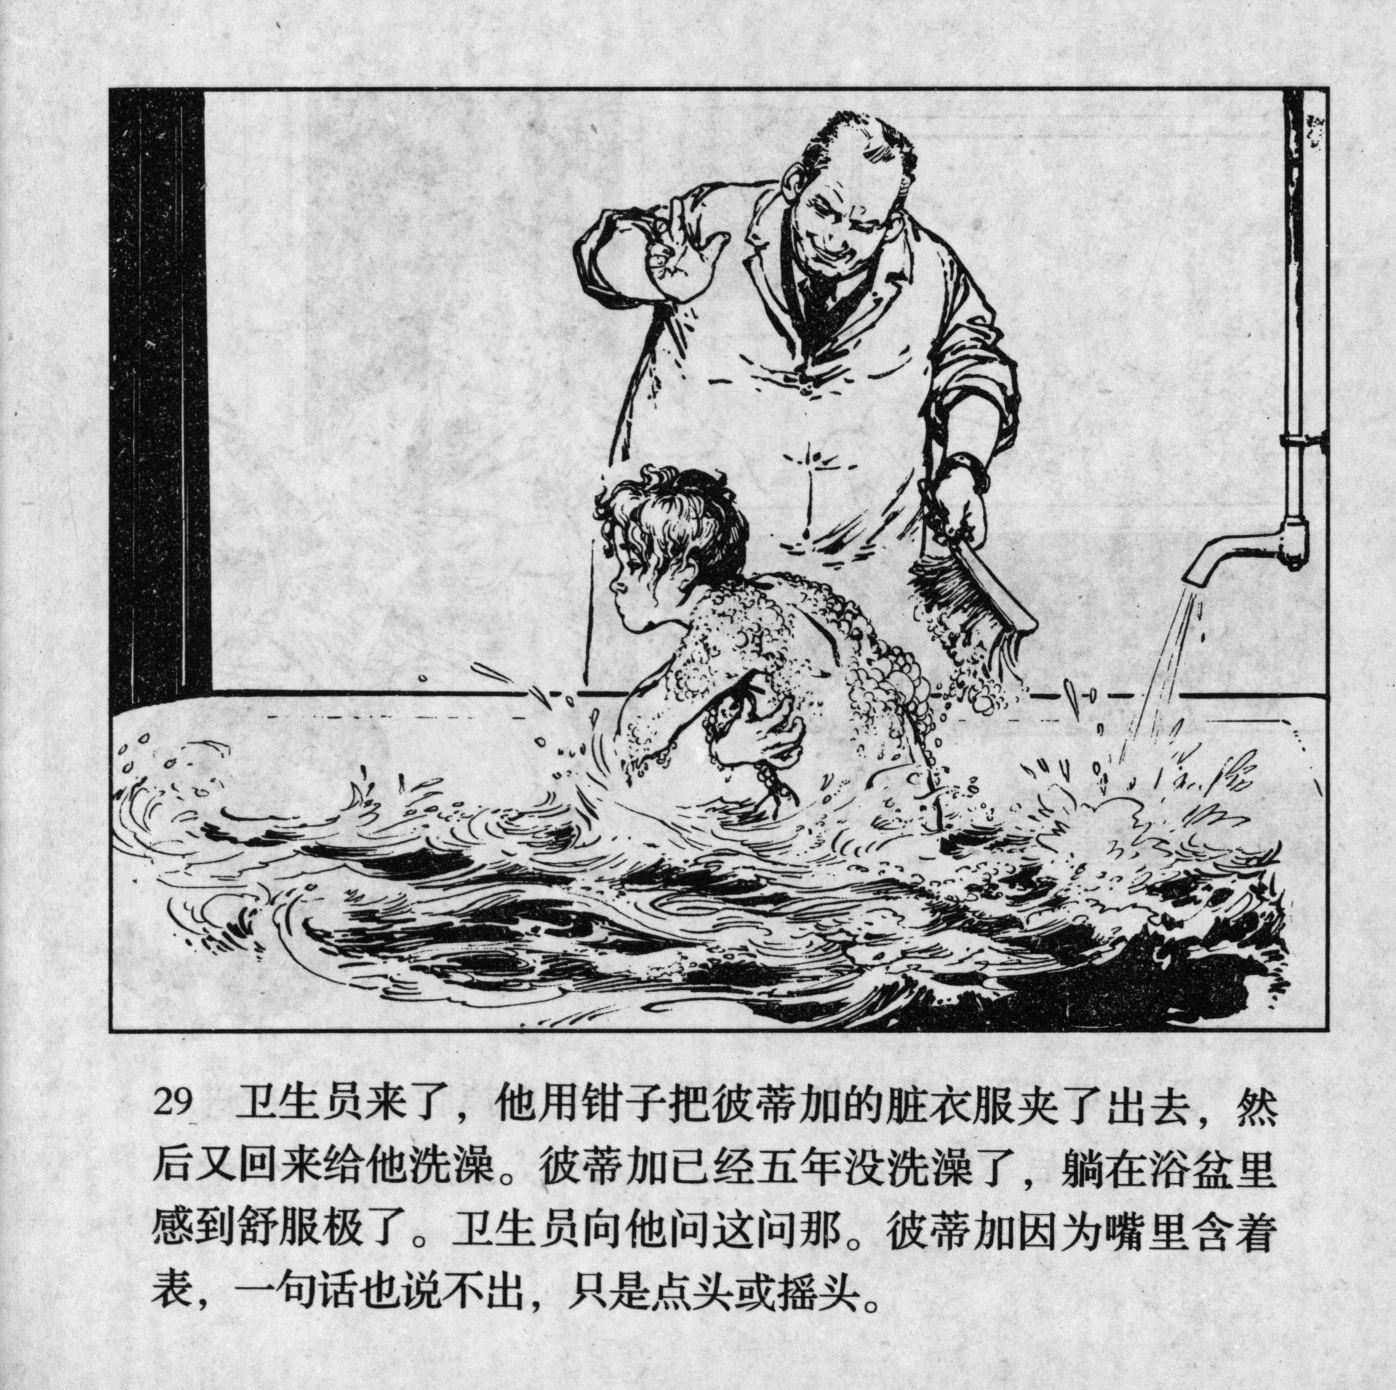 29　卫生员来了，他用钳子把彼蒂加的脏衣服夹了出去，然
后又回来给他洗澡。彼蒂加已经五年没洗澡了，躺在浴盆里
感到舒服极了。卫生员向他问这问那。彼蒂加因为嘴里含着
表，一句话也说不出，只是点头或摇头。